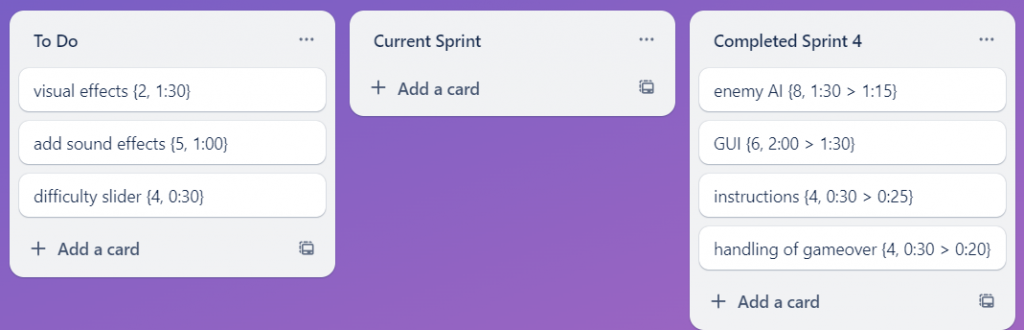 To Do
visual effects {2, 1:30}
add sound effects {5, 1:00}
difficulty slider {4, 0:30}
+ Add a card
Current Sprint
+ Add a card
Completed Sprint 4
enemy AI {8, 1:30 > 1:15}
GUI {6, 2:00 > 1:30}
instructions {4, 0:30 > 0:25}
handling of gameover {4, 0:30 > 0:20}
+ Add a card